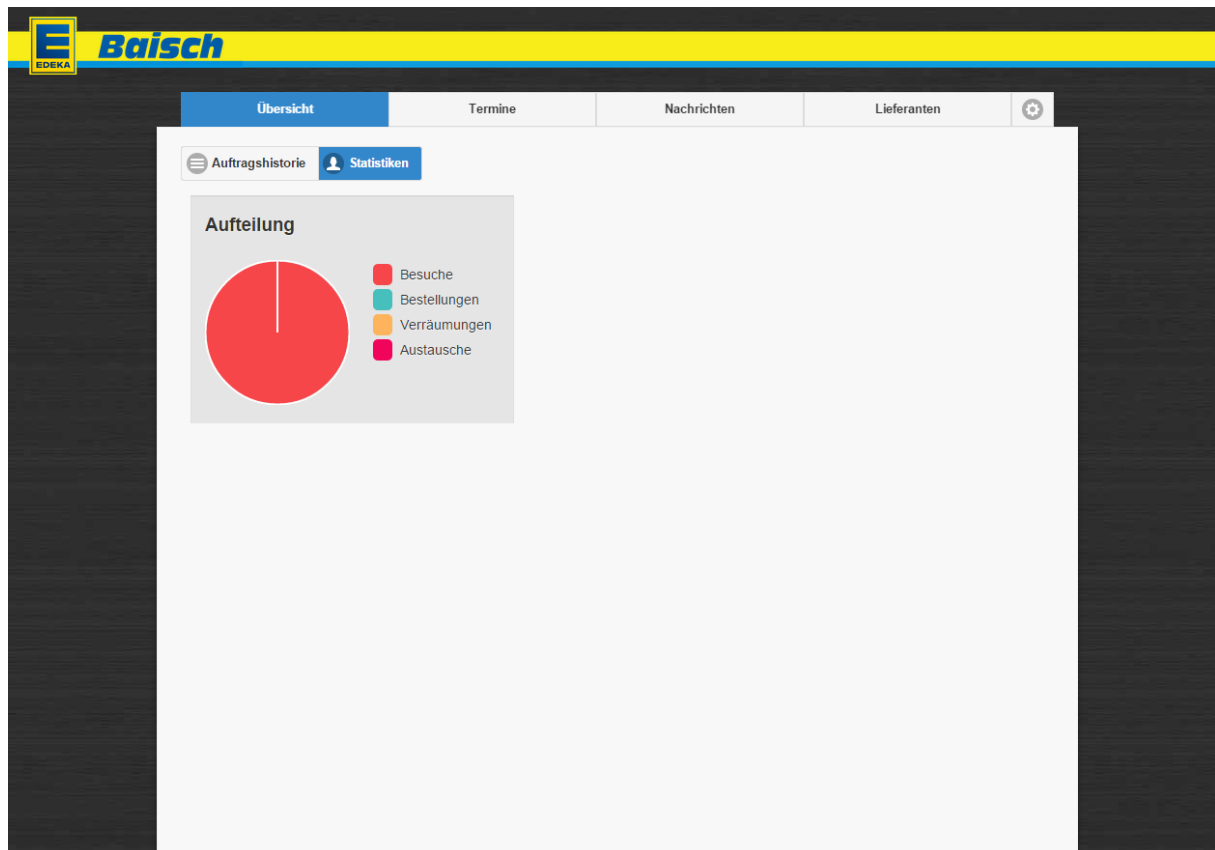 EDEKA
Baisch
Übersicht
Termine
Nachrichten
Lieferanten
Auftragshistorie
Statistiken
Aufteilung
Besuche
Bestellungen
Verräumungen
Austausche